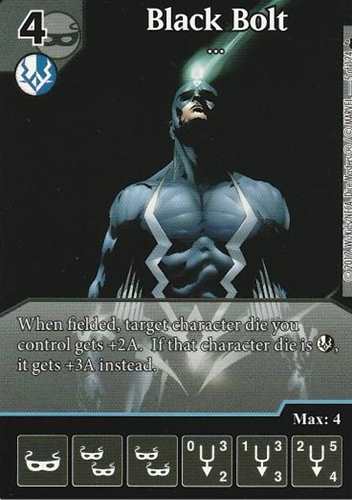 4
Black Bolt
...
When fielded, target character die you
control gets +2A. If that character die is ,
it gets +3A instead.
Max: 4
0 3 2
1 3 3
2 5 4